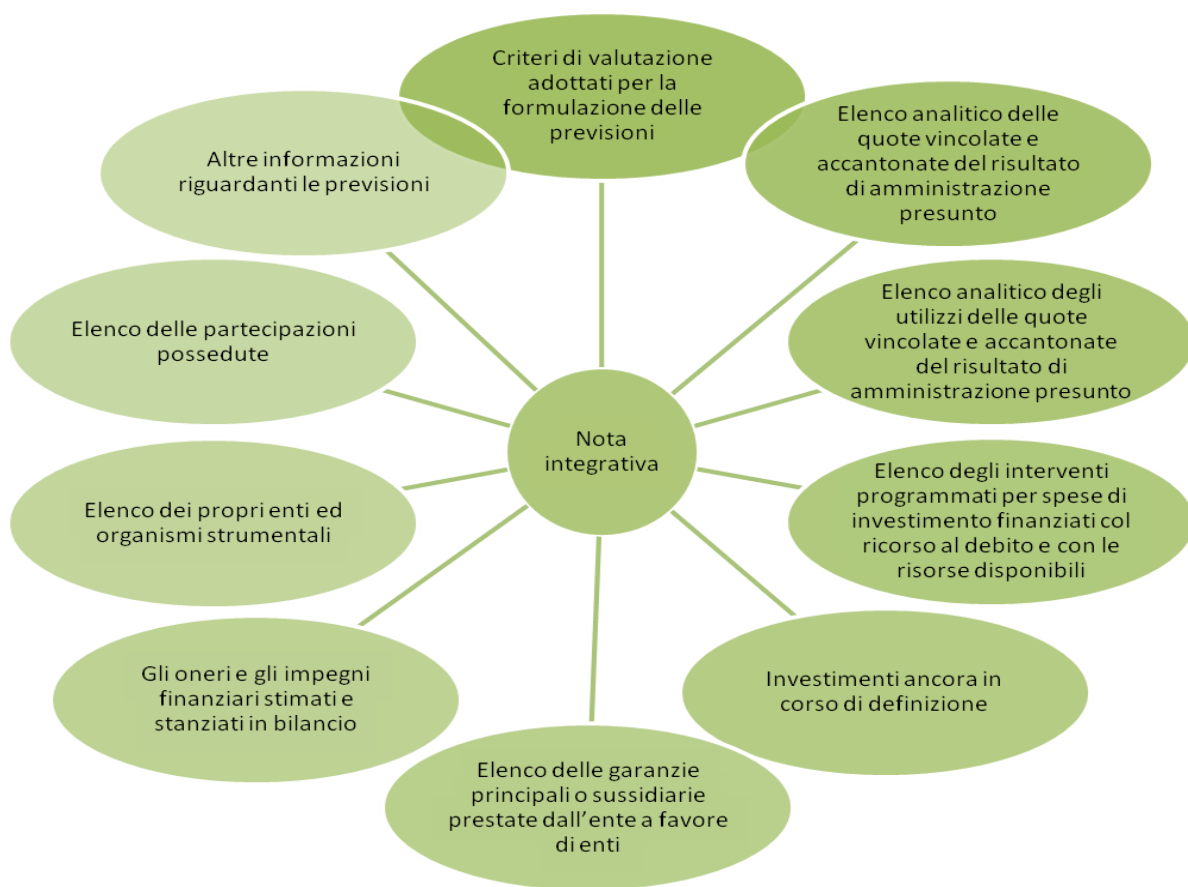 Criteri di valutazione
adottati per la
formulazione delle
previsioni
Elenco analitico delle
quote vincolate e
accantonate del risultato
di amministrazione
presunto
Elenco analitico degli
utilizzi delle quote
vincolate e accantonate
del risultato di
amministrazione presunto
Elenco degli interventi
programmati per spese di
investimento finanziati col
ricorso al debito e con le
risorse disponibili
Investimenti ancora in
corso di definizione
Elenco delle garanzie
principali o sussidiarie
prestate dall'ente a favore
di enti
Gli oneri e gli impegni
finanziari stimati e
stanziati in bilancio
Elenco dei propri enti ed
organismi strumentali
Elenco delle partecipazioni
possedute
Altre informazioni
riguardanti le previsioni
Nota
integrativa